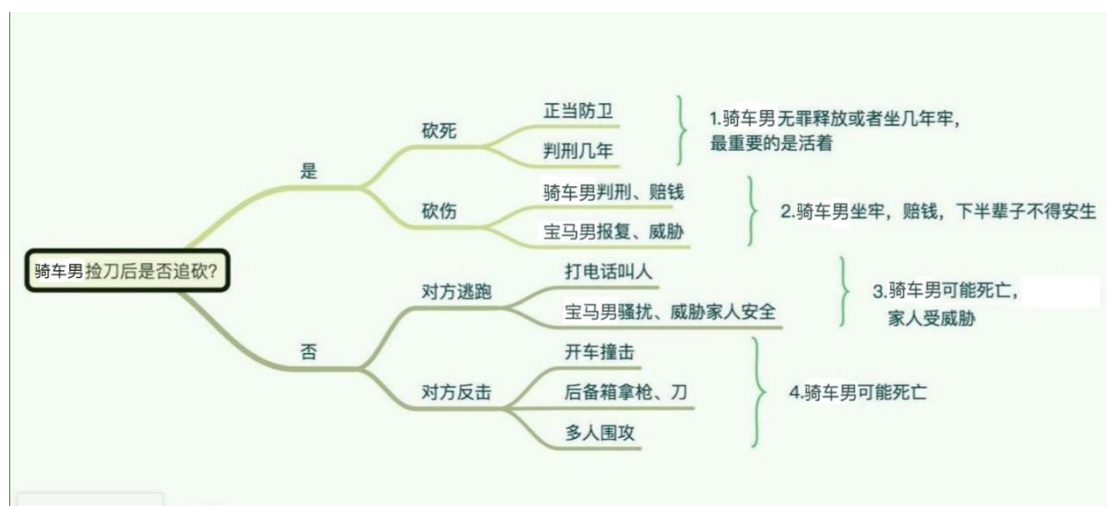 骑车男捡刀后是否追砍?
是
砍死
正当防卫
判刑几年
1.骑车男无罪释放或者坐几年牢，
最重要的是活着
砍伤
骑车男判刑、赔钱
宝马男报复、威胁
2.骑车男坐牢，赔钱，下半辈子不得安生
否
对方逃跑
打电话叫人
宝马男骚扰、威胁家人安全
3.骑车男可能死亡，
家人受威胁
对方反击
开车撞击
后备箱拿枪、刀
多人围攻
4.骑车男可能死亡